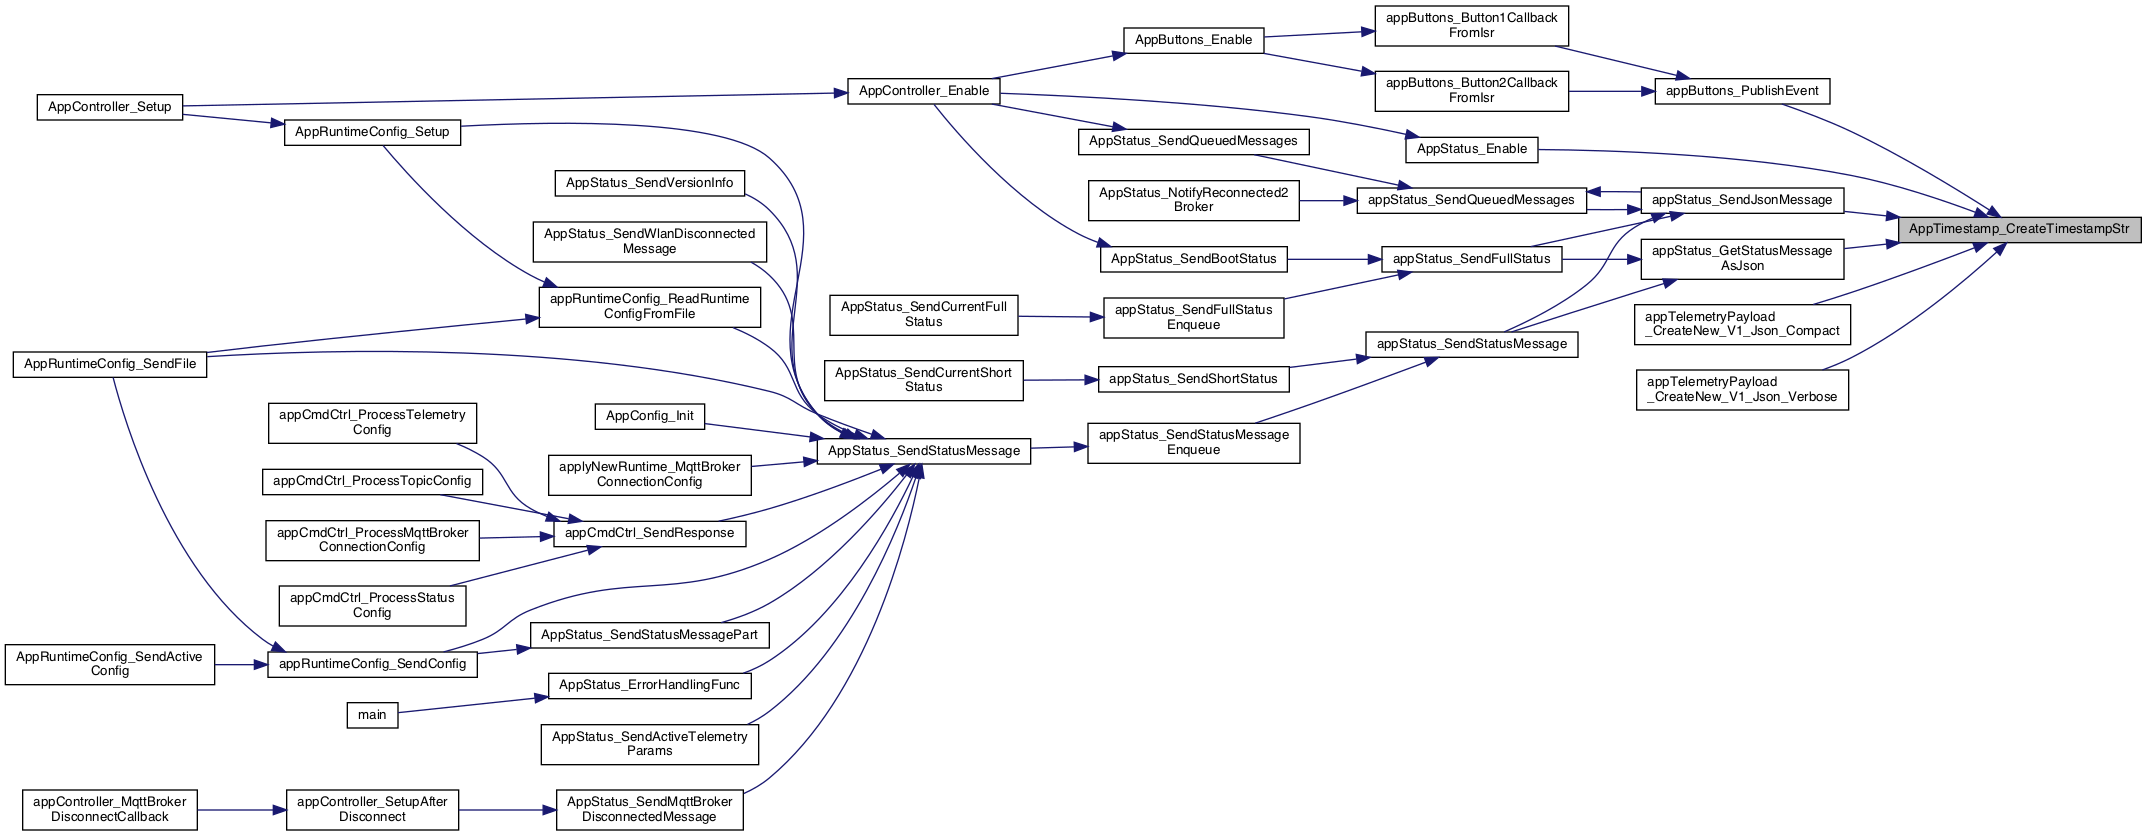 AppController_Setup
AppRuntimeConfig_SendFile
AppRuntimeConfig_SendActive
Config
appController_MqttBroker
DisconnectCallback
AppRuntimeConfig_Setup
appCmdCtrl_ProcessTelemetry
Config
appCmdCtrl_ProcessTopicConfig
appCmdCtrl_ProcessMqttBroker
ConnectionConfig
appCmdCtrl_ProcessStatus
Config
appRuntimeConfig_SendConfig
main
appController_SetupAfter
Disconnect
AppStatus_SendVersionInfo
AppStatus_SendWlanDisconnected
Message
appRuntimeConfig_ReadRuntime
ConfigFromFile
AppConfig_Init
applyNewRuntime_MqttBroker
ConnectionConfig
appCmdCtrl_SendResponse
AppStatus_SendStatusMessagePart
AppStatus_ErrorHandlingFunc
AppStatus_SendActiveTelemetry
Params
AppStatus_SendMqttBroker
DisconnectedMessage
AppController_Enable
AppStatus_SendCurrentFull
Status
AppStatus_SendCurrentShort
Status
AppStatus_SendStatusMessage
AppButtons_Enable
AppStatus_SendQueuedMessages
AppStatus_NotifyReconnected2
Broker
AppStatus_SendBootStatus
appStatus_SendFullStatus
Enqueue
appStatus_SendShortStatus
appStatus_SendStatusMessage
Enqueue
appButtons_Button1Callback
FromIsr
appButtons_Button2Callback
FromIsr
AppStatus_Enable
appStatus_SendQueuedMessages
appStatus_SendFullStatus
appStatus_SendStatusMessage
appButtons_PublishEvent
appStatus_SendJsonMessage
appStatus_GetStatusMessage
AsJson
appTelemetryPayload
_CreateNew_V1_Json_Compact
appTelemetryPayload
_CreateNew_V1_Json_Verbose
AppTimestamp_CreateTimestampStr